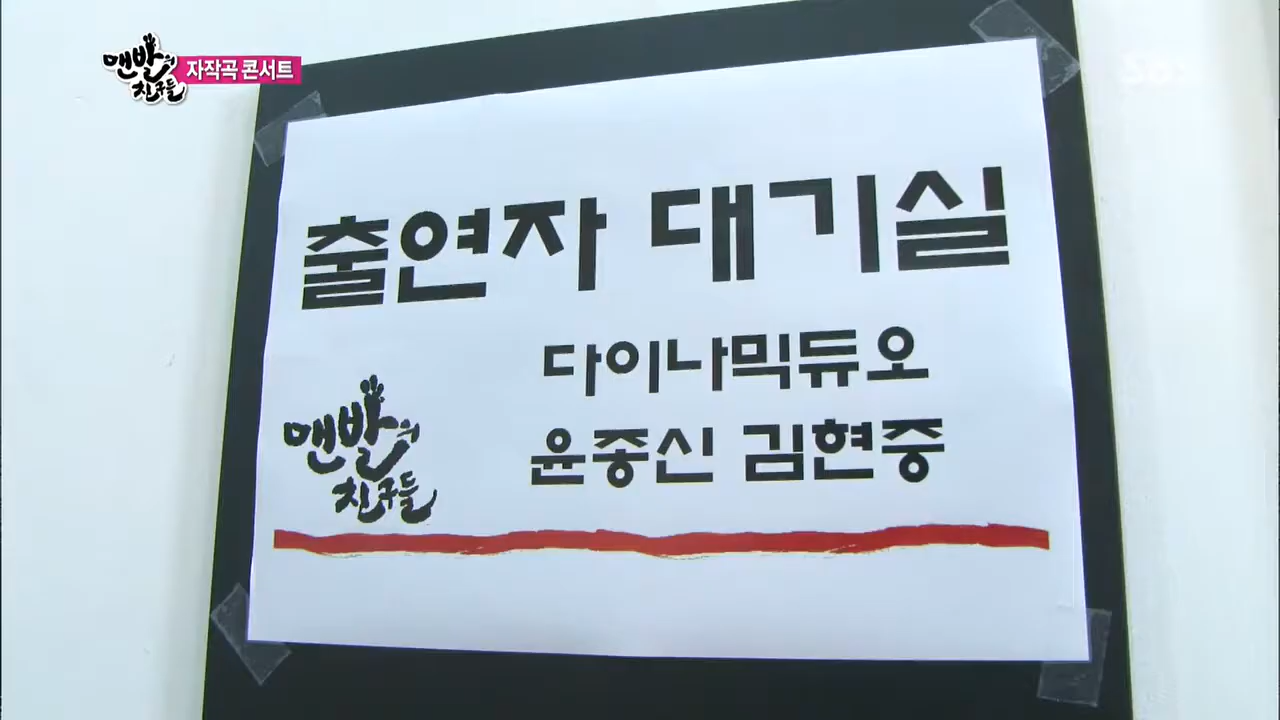 맨발의 친구들
자작곡 콘서트
SBS
출연자 대기실
다이나믹듀오
윤종신 김현중
맨발의
친구들